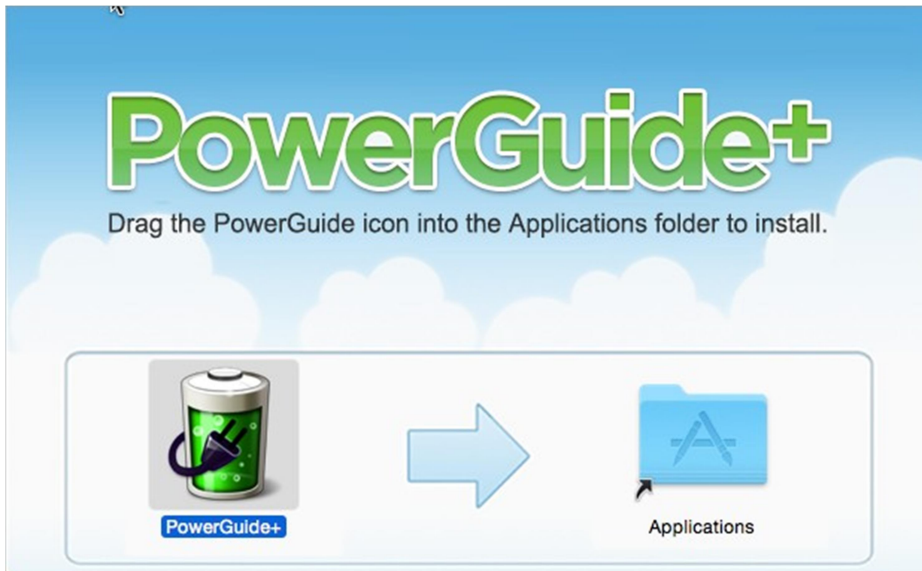 PowerGuide+
Drag the PowerGuide icon into the Applications folder to install.
PowerGuide+
Applications